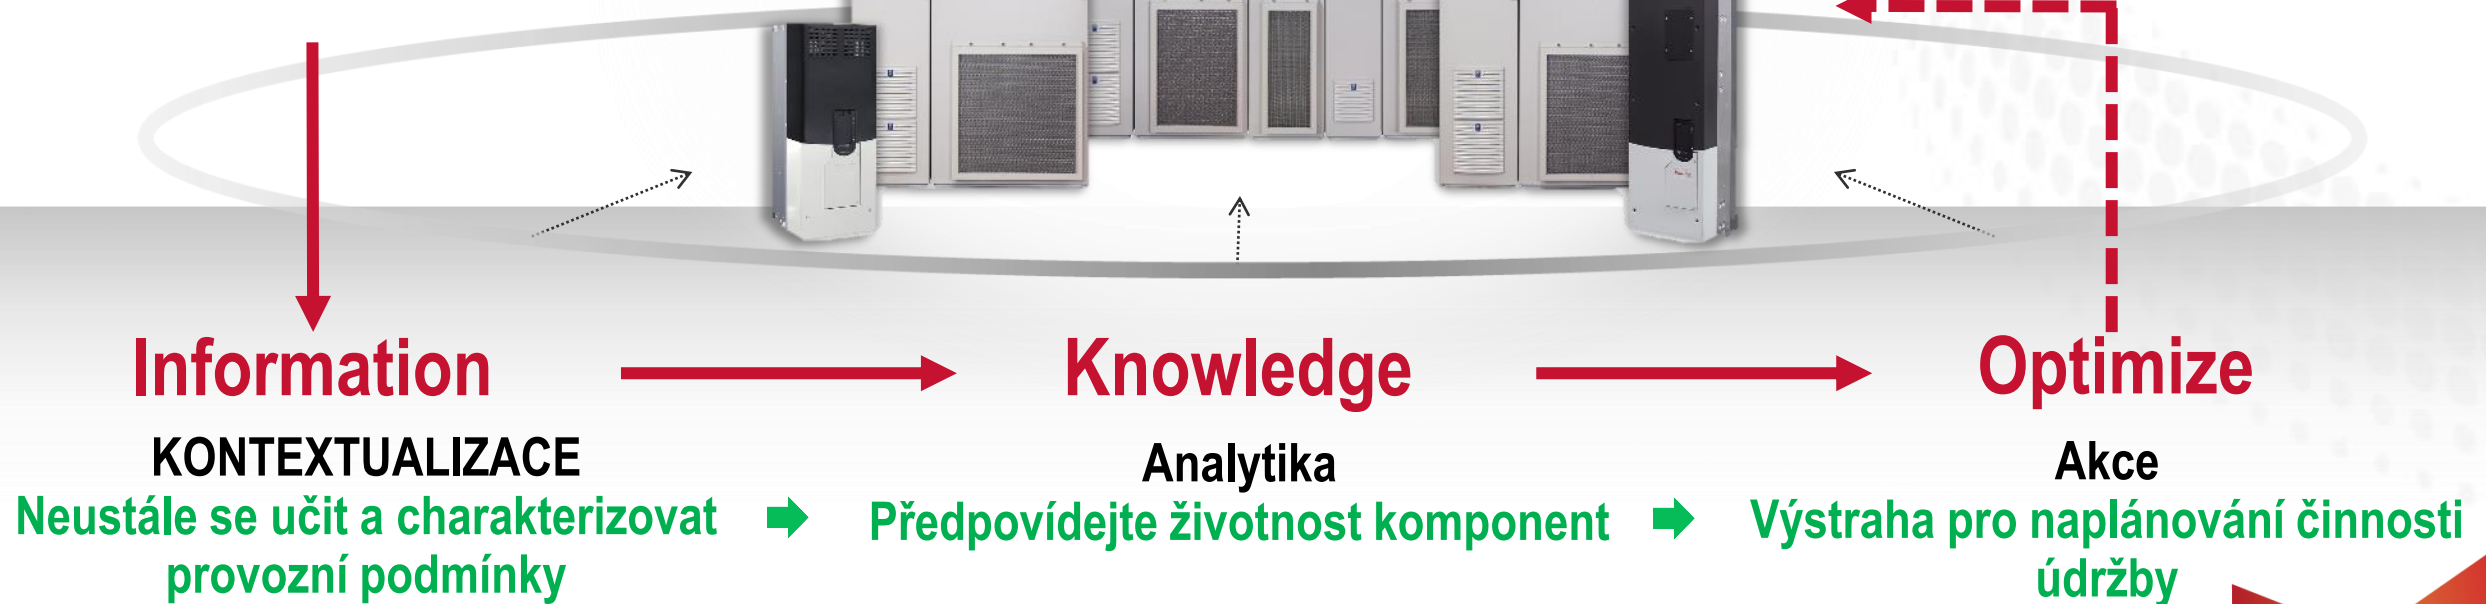 Information
Knowledge
Optimize
KONTEXTUALIZACE
Neustále se učit a charakterizovat
provozní podmínky
Analytika
Předpovídejte životnost komponent
Akce
Výstraha pro naplánování činnosti
údržby